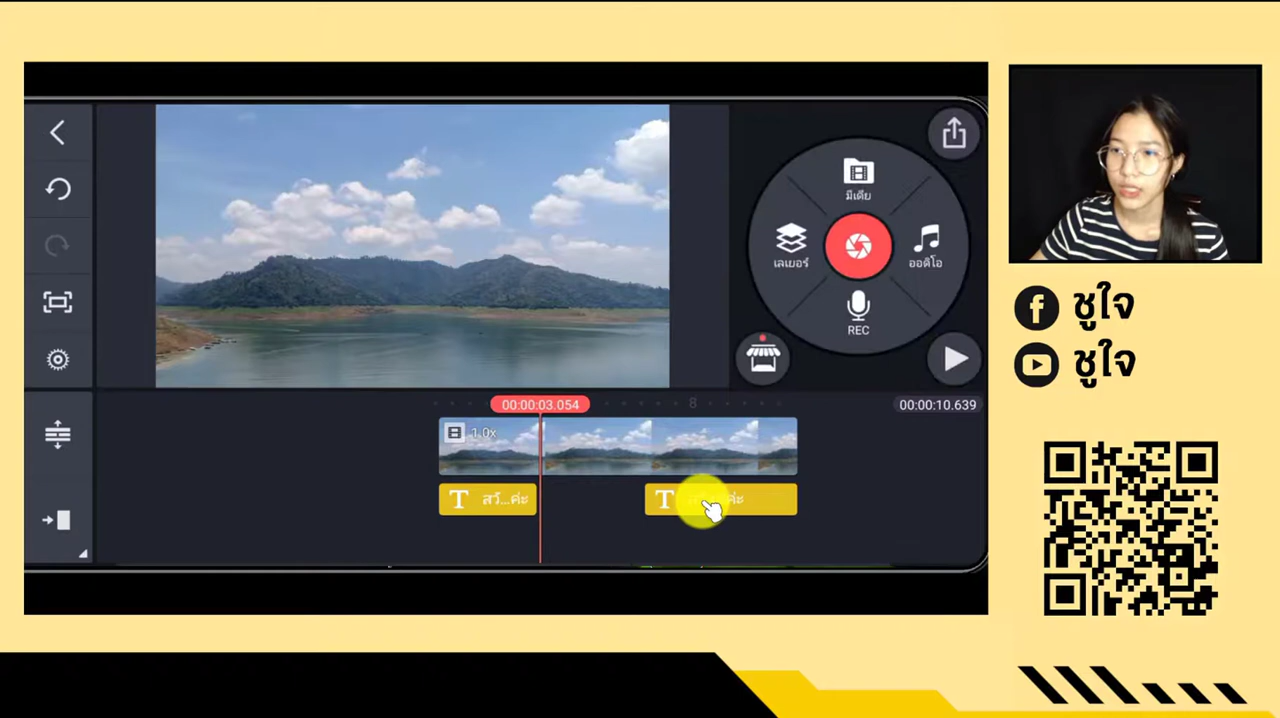 มีเดีย
เลเยอร์
ออดิโอ
REC
00:00:03.054
8
00:00:10.639
1.0x
T สวั...ค่ะ
T
ชูใจ
ชูใจ